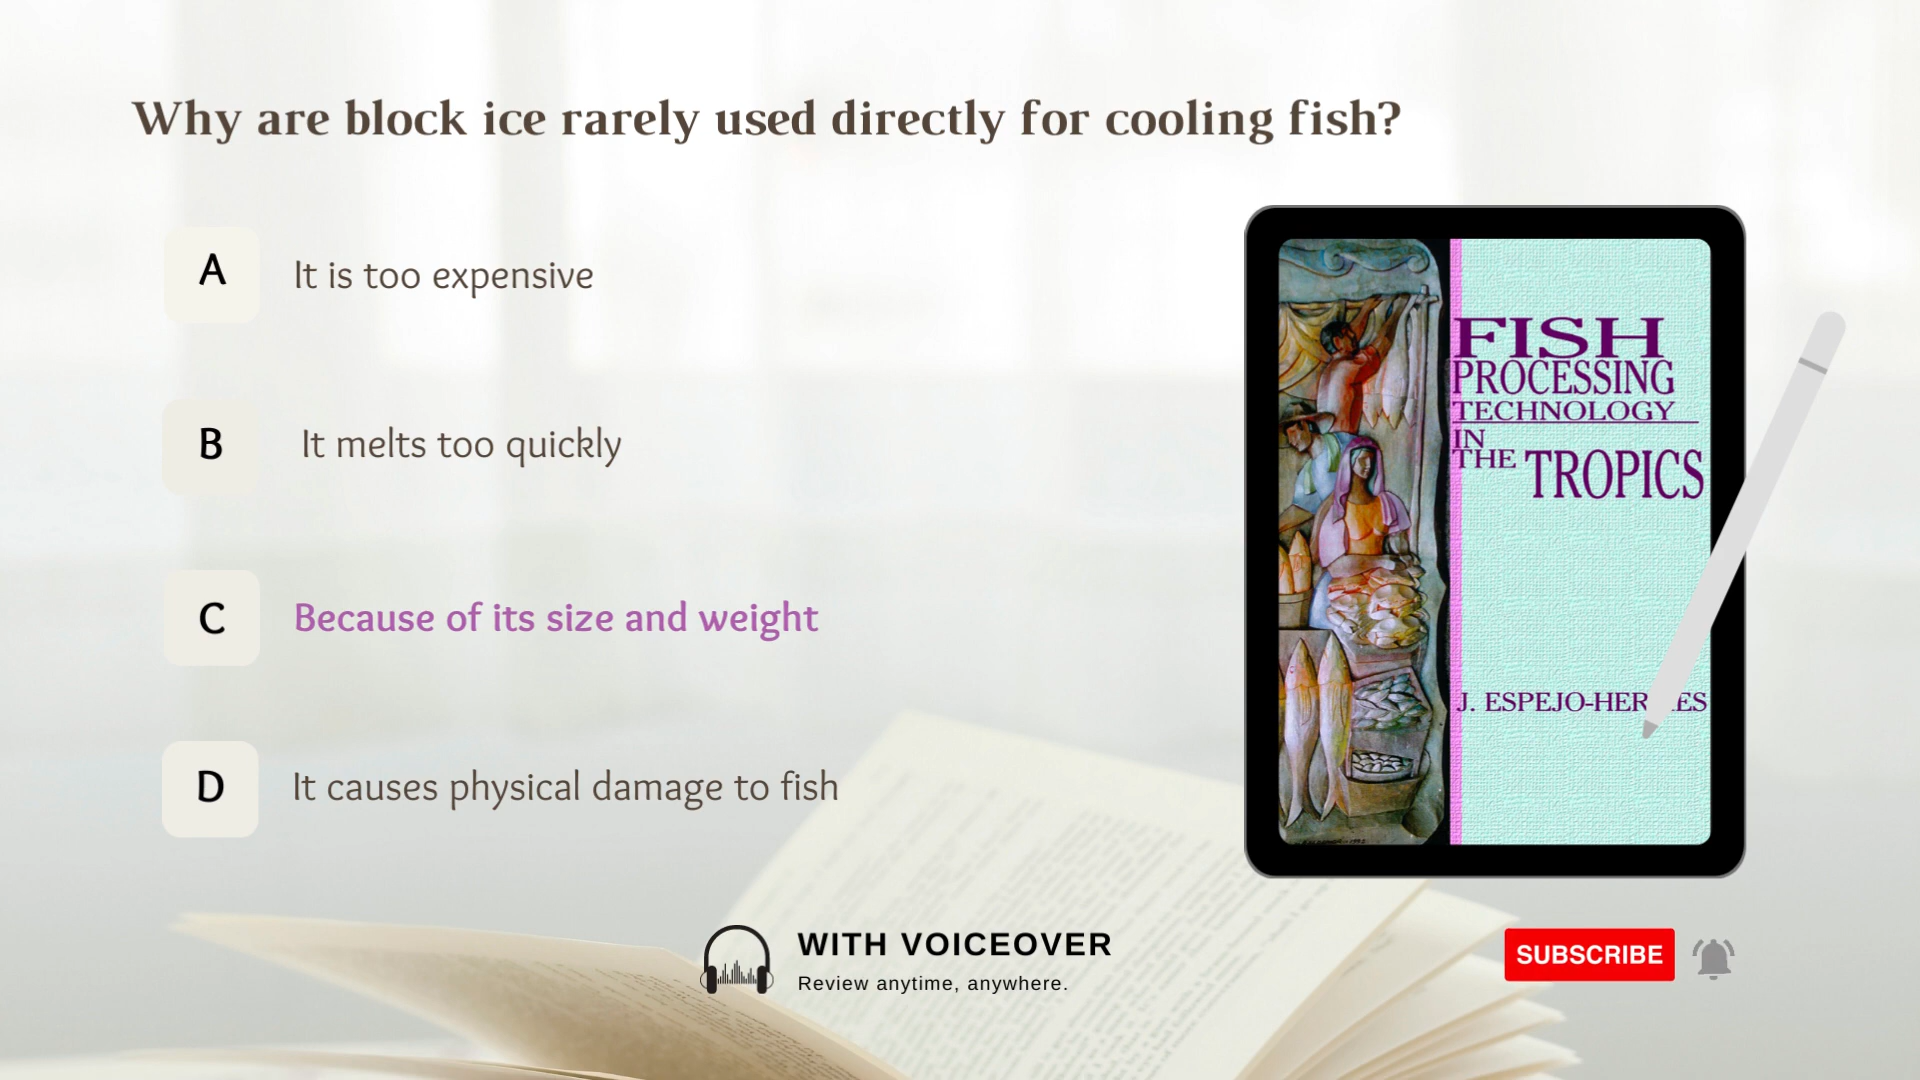 Why are block ice rarely used directly for cooling fish?
A
It is too expensive
B
It melts too quickly
C
Because of its size and weight
D
It causes physical damage to fish
FISH
PROCESSING
TECHNOLOGY
IN
THE TROPICS
J. ESPEJO-HER
WITH VOICEOVER
Review anytime, anywhere.
SUBSCRIBE